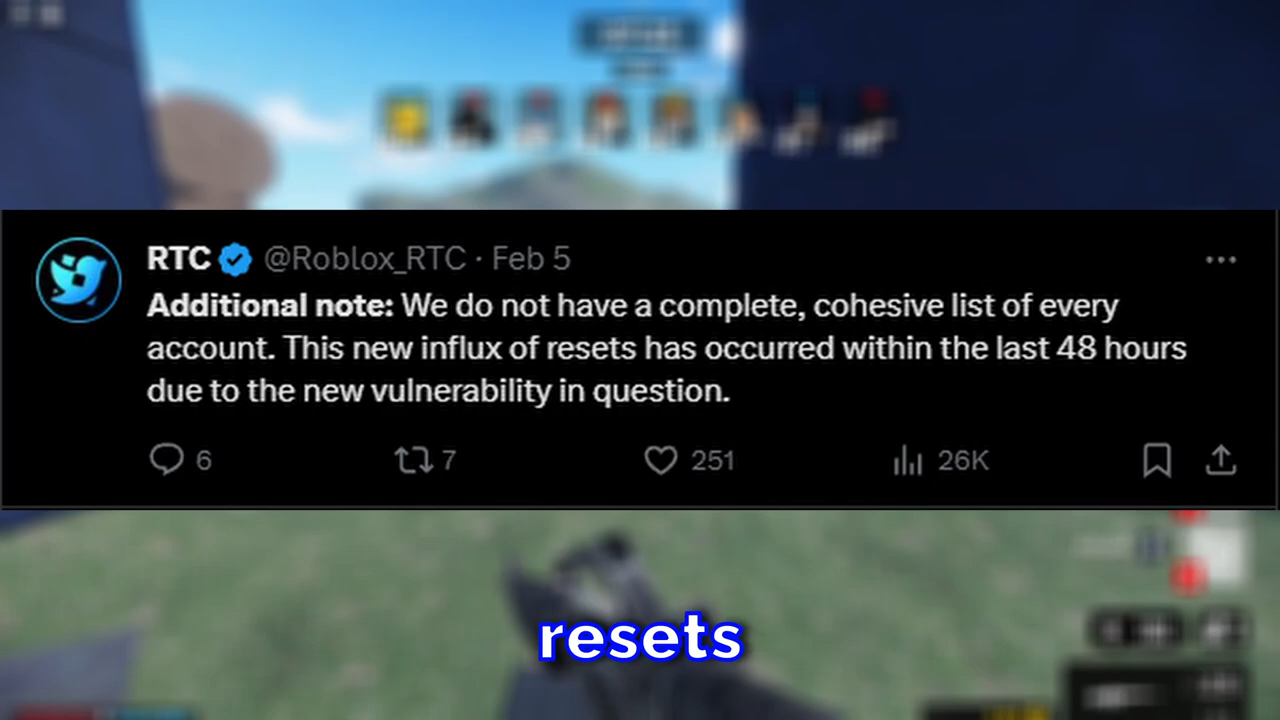 RTC @Roblox_RTC · Feb 5
Additional note: We do not have a complete, cohesive list of every
account. This new influx of resets has occurred within the last 48 hours
due to the new vulnerability in question.
6 7 251 26K
resets